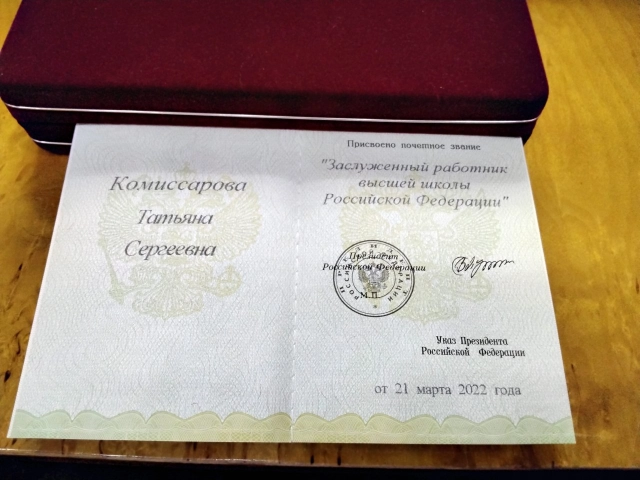 Комиссарова
Татьяна
Сергеевна
Присвоено почетное звание
"Заслуженный работник
высшей школы
Российской Федерации"
Президент
Российской Федерации
М.П.
Указ Президента
Российской Федерации
от 21 марта 2022 года